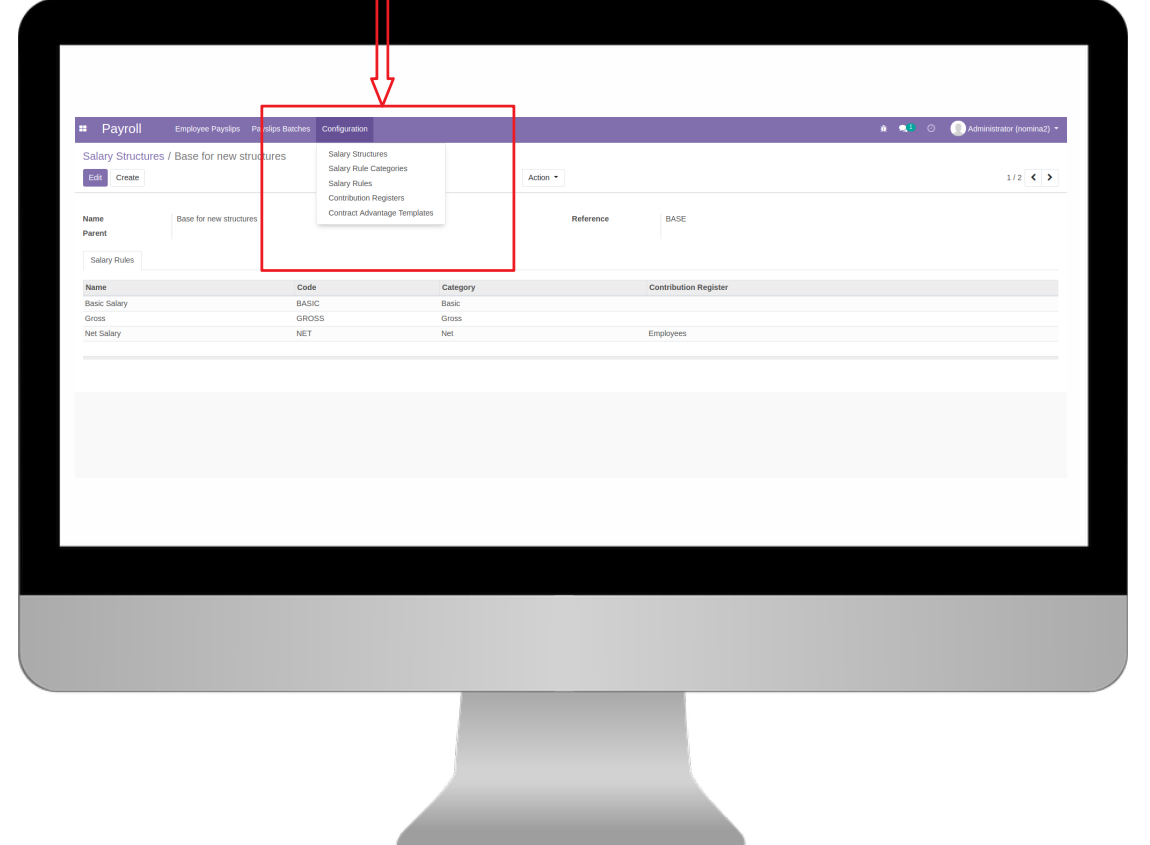 Payroll Employee Payslips Payslips Batches Configuration 1 Administrator (nomina2)
Salary Structures / Base for new structures
Edit Create Action 1 / 2
Salary Structures
Salary Rule Categories
Salary Rules
Contribution Registers
Contract Advantage Templates
Name Base for new structures Reference BASE
Parent
Salary Rules
Name Code Category Contribution Register
Basic Salary BASIC Basic
Gross GROSS Gross
Net Salary NET Net Employees